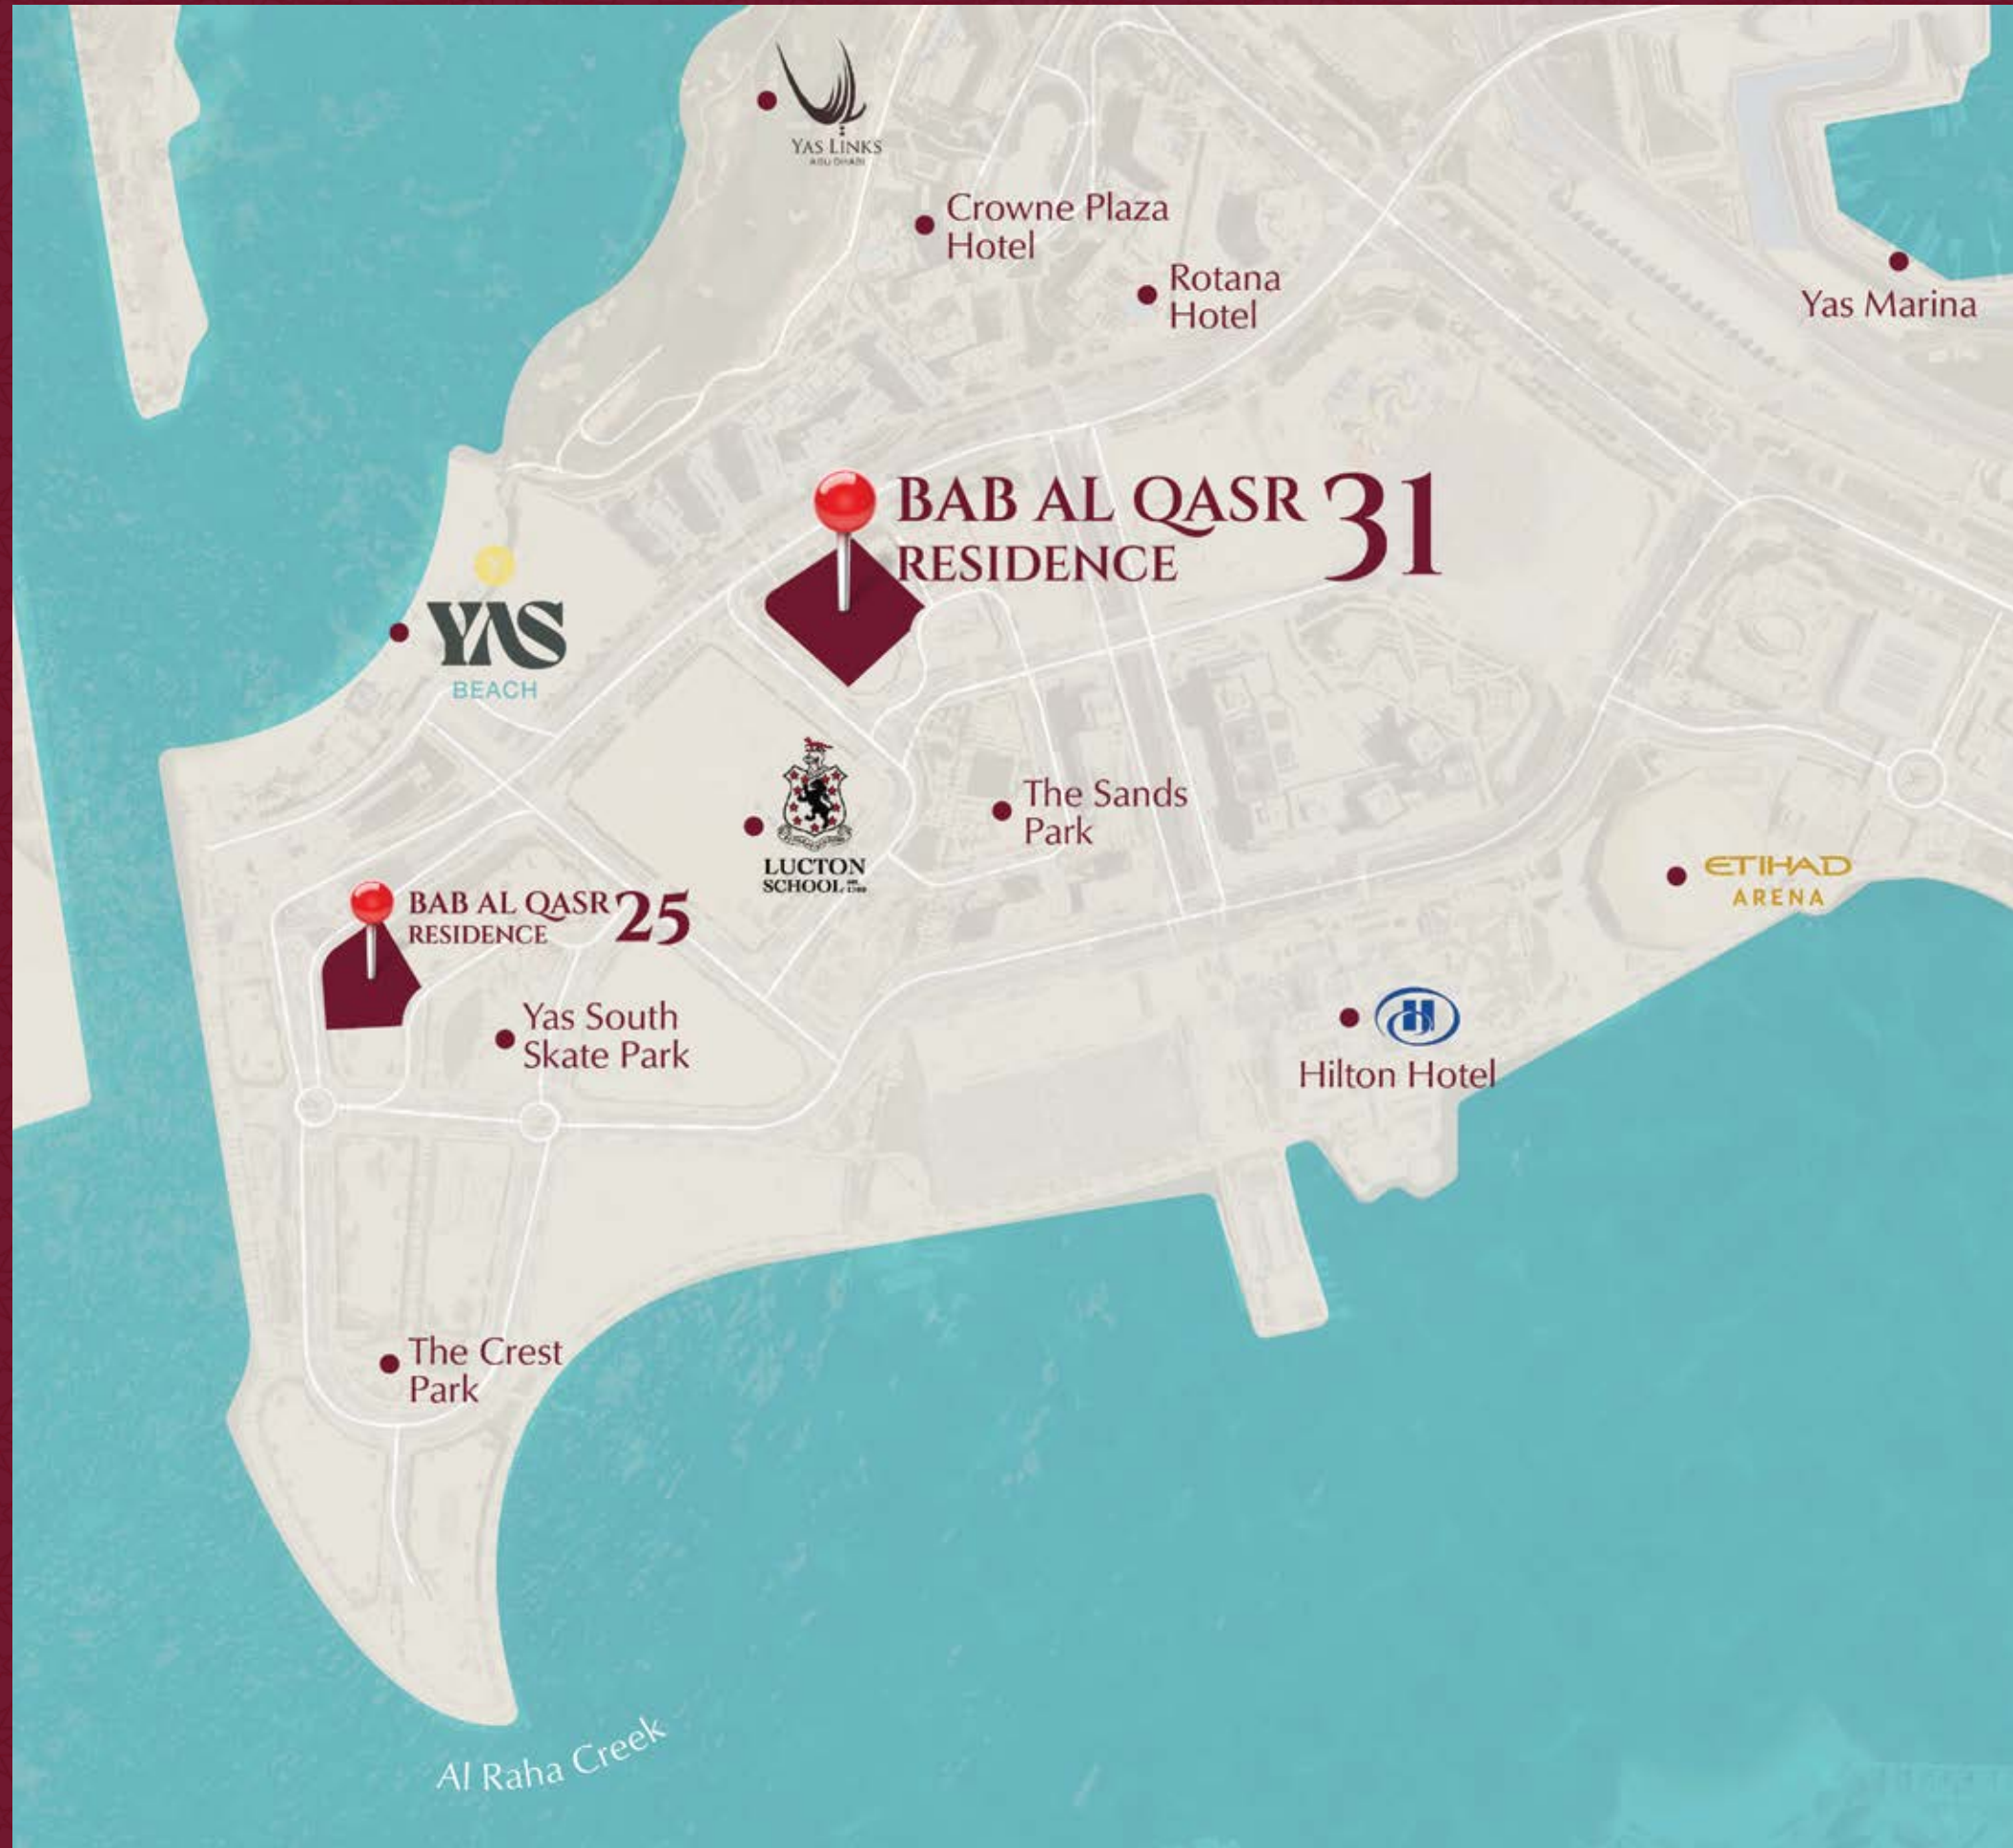 YAS LINKS
ABU DHABI
Crowne Plaza
Hotel
Rotana
Hotel
Yas Marina
BAB AL QASR 31
RESIDENCE
YAS
BEACH
The Sands
Park
LUCTON
SCHOOL
ETIHAD
ARENA
BAB AL QASR 25
RESIDENCE
Yas South
Skate Park
Hilton Hotel
The Crest
Park
Al Raha Creek